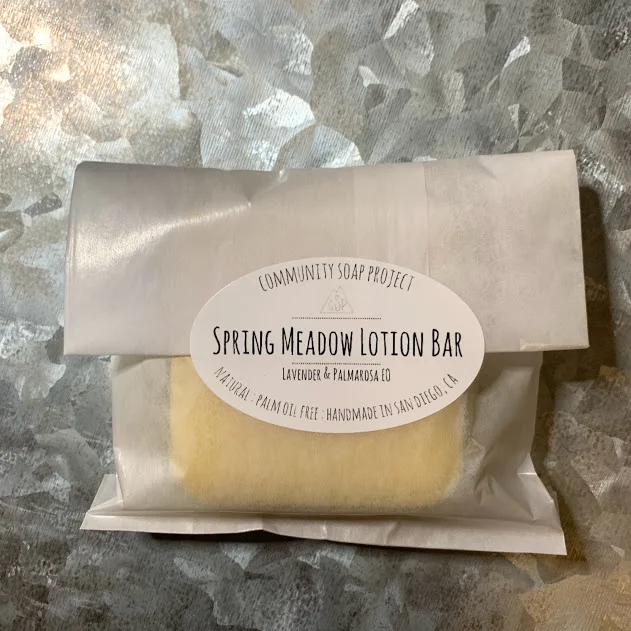 COMMUNITY SOAP PROJECT
CSP
SPRING MEADOW LOTION BAR
LAVENDER & PALMAROSA EO
NATURAL : PALM OIL FREE : HANDMADE IN SAN DIEGO, CA